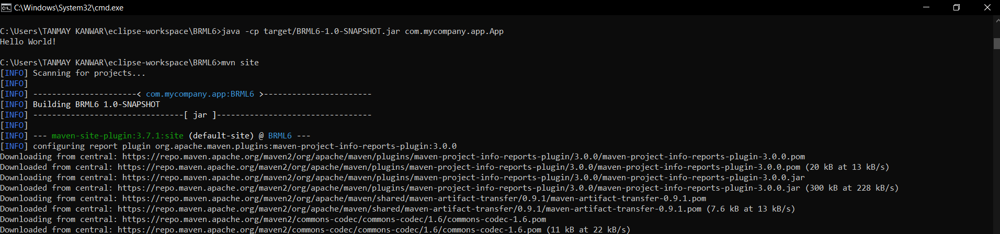 C:\Windows\System32\cmd.exe
C:\Users\TANMAY KANWAR\eclipse-workspace\BRML6>java -cp target/BRML6-1.0-SNAPSHOT.jar com.mycompany.app.App
Hello World!
C:\Users\TANMAY KANWAR\eclipse-workspace\BRML6>mvn site
[INFO] Scanning for projects...
[INFO]
[INFO] ----------------------< com.mycompany.app:BRML6 >-----------------------
[INFO] Building BRML6 1.0-SNAPSHOT
[INFO] --------------------------------[ jar ]---------------------------------
[INFO]
[INFO] --- maven-site-plugin:3.7.1:site (default-site) @ BRML6 ---
[INFO] configuring report plugin org.apache.maven.plugins:maven-project-info-reports-plugin:3.0.0
Downloading from central: https://repo.maven.apache.org/maven2/org/apache/maven/plugins/maven-project-info-reports-plugin/3.0.0/maven-project-info-reports-plugin-3.0.0.pom
Downloaded from central: https://repo.maven.apache.org/maven2/org/apache/maven/plugins/maven-project-info-reports-plugin/3.0.0/maven-project-info-reports-plugin-3.0.0.pom (20 kB at 13 kB/s)
Downloading from central: https://repo.maven.apache.org/maven2/org/apache/maven/plugins/maven-project-info-reports-plugin/3.0.0/maven-project-info-reports-plugin-3.0.0.jar
Downloaded from central: https://repo.maven.apache.org/maven2/org/apache/maven/plugins/maven-project-info-reports-plugin/3.0.0/maven-project-info-reports-plugin-3.0.0.jar (300 kB at 228 kB/s)
Downloading from central: https://repo.maven.apache.org/maven2/org/apache/maven/shared/maven-artifact-transfer/0.9.1/maven-artifact-transfer-0.9.1.pom
Downloaded from central: https://repo.maven.apache.org/maven2/org/apache/maven/shared/maven-artifact-transfer/0.9.1/maven-artifact-transfer-0.9.1.pom (7.6 kB at 13 kB/s)
Downloading from central: https://repo.maven.apache.org/maven2/commons-codec/commons-codec/1.6/commons-codec-1.6.pom
Downloaded from central: https://repo.maven.apache.org/maven2/commons-codec/commons-codec/1.6/commons-codec-1.6.pom (11 kB at 22 kB/s)